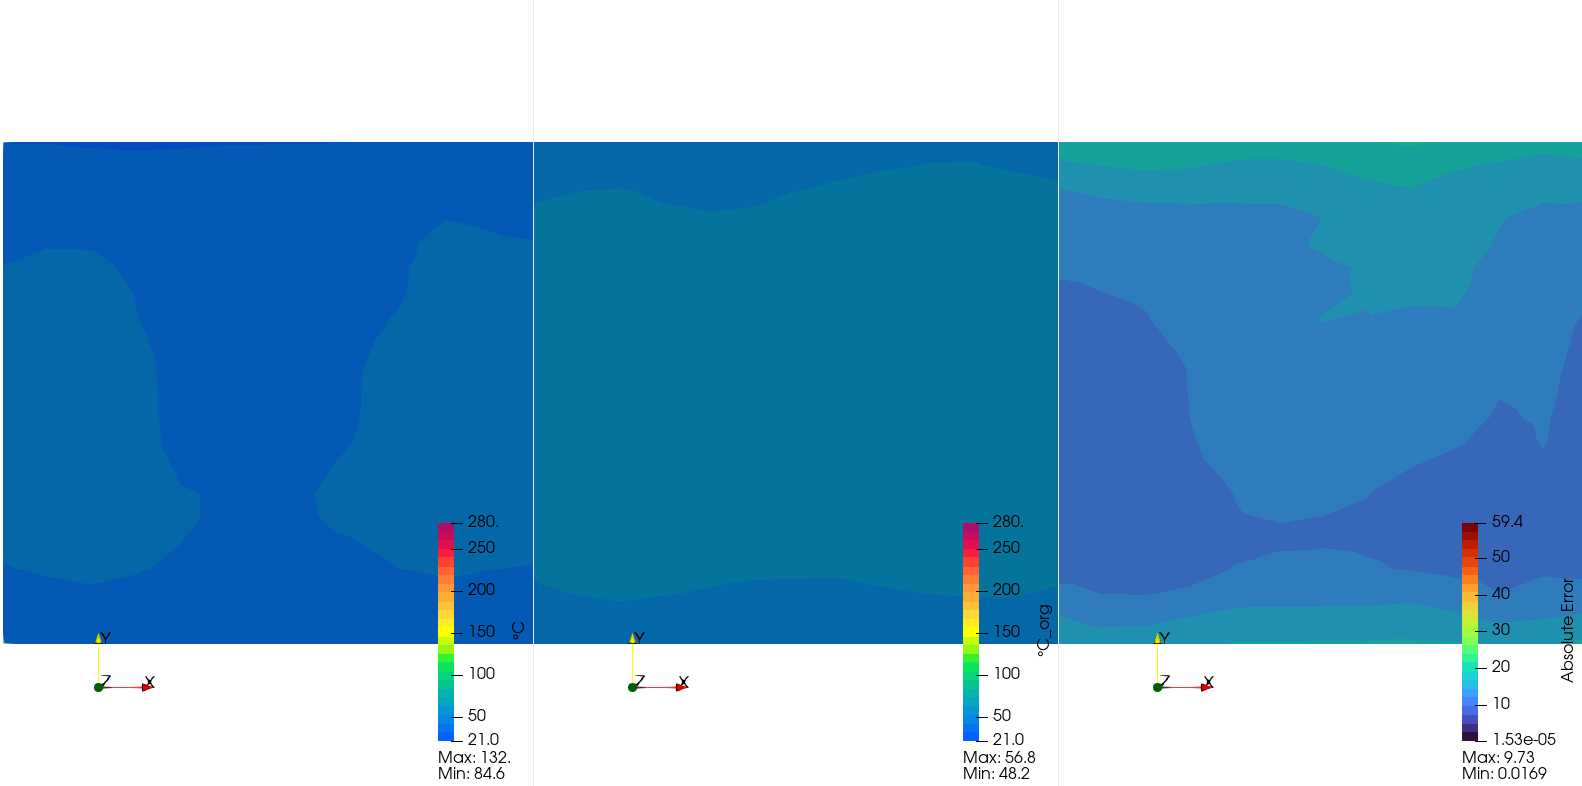 280.
250
200
150
100
50
21.0
°C
Max: 132.
Min: 84.6
Y
Z
X
280.
250
200
150
100
50
21.0
°C_org
Max: 56.8
Min: 48.2
Y
Z
X
59.4
50
40
30
20
10
1.53e-05
Absolute Error
Max: 9.73
Min: 0.0169
Y
Z
X